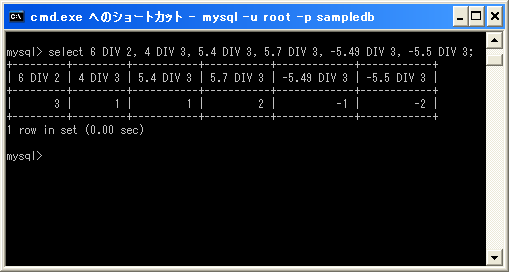 cmd.exe へのショートカット - mysql -u root -p sampledb
mysql> select 6 DIV 2, 4 DIV 3, 5.4 DIV 3, 5.7 DIV 3, -5.49 DIV 3, -5.5 DIV 3;
+---------+---------+-----------+-----------+-------------+------------+
| 6 DIV 2 | 4 DIV 3 | 5.4 DIV 3 | 5.7 DIV 3 | -5.49 DIV 3 | -5.5 DIV 3 |
+---------+---------+-----------+-----------+-------------+------------+
|       3 |       1 |         1 |         2 |          -1 |         -2 |
+---------+---------+-----------+-----------+-------------+------------+
1 row in set (0.00 sec)
mysql>